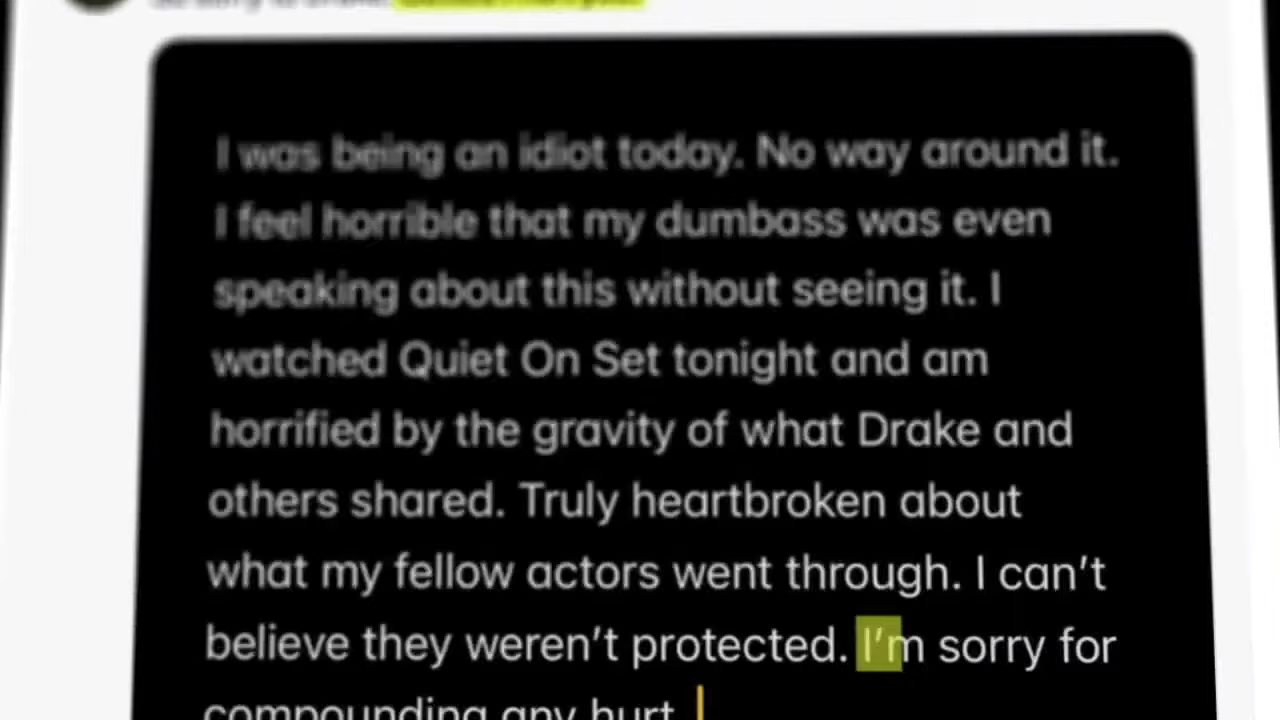 I was being an idiot today. No way around it.
I feel horrible that my dumbass was even
speaking about this without seeing it. I
watched Quiet On Set tonight and am
horrified by the gravity of what Drake and
others shared. Truly heartbroken about
what my fellow actors went through. I can't
believe they weren't protected. I'm sorry for
compounding any hurt.